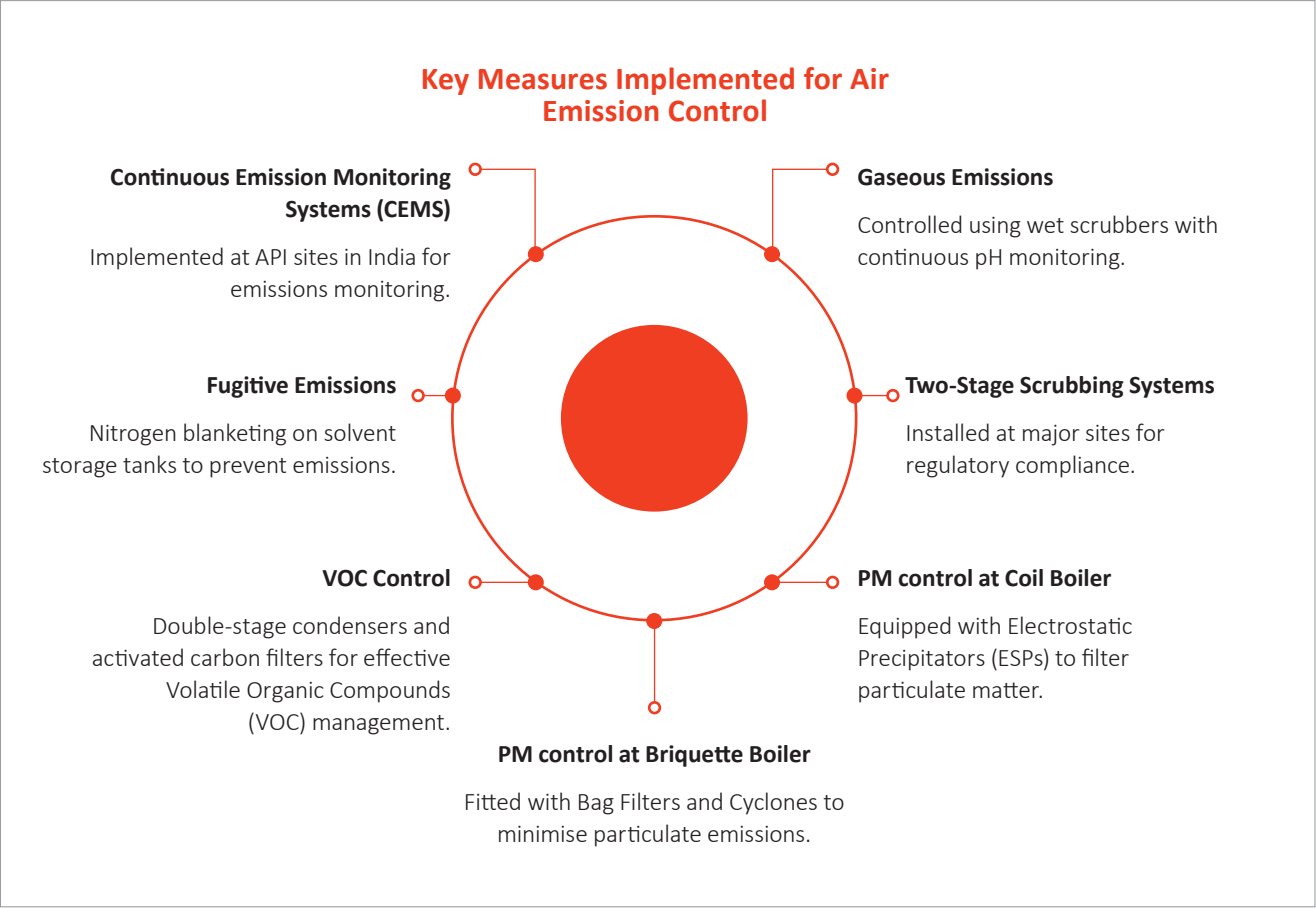 Key Measures Implemented for Air
Emission Control
Continuous Emission Monitoring
Systems (CEMS)
Implemented at API sites in India for
emissions monitoring.
Gaseous Emissions
Controlled using wet scrubbers with
continuous pH monitoring.
Fugitive Emissions
Nitrogen blanketing on solvent
storage tanks to prevent emissions.
Two-Stage Scrubbing Systems
Installed at major sites for
regulatory compliance.
VOC Control
Double-stage condensers and
activated carbon filters for effective
Volatile Organic Compounds
(VOC) management.
PM control at Coil Boiler
Equipped with Electrostatic
Precipitators (ESPs) to filter
particulate matter.
PM control at Briquette Boiler
Fitted with Bag Filters and Cyclones to
minimise particulate emissions.